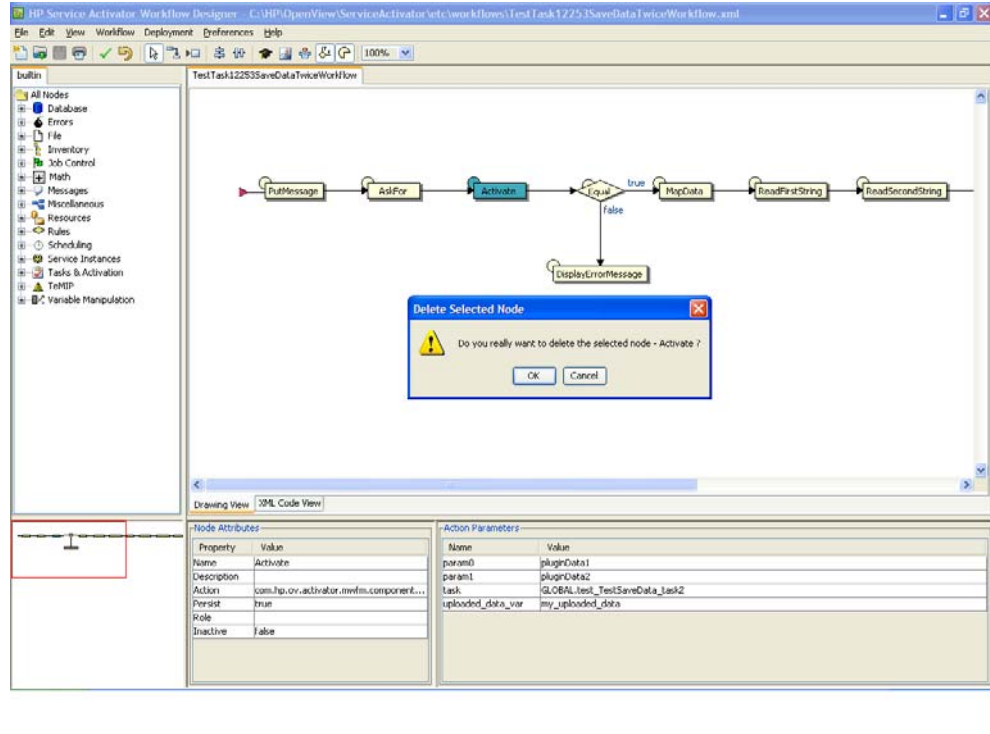 HP Service Activator Workflow Designer - C:\HP\OpenView\ServiceActivator\etc\workflows\TestTask12253SaveDataTwiceWorkflow.xml
File Edit View Workflow Deployment Preferences Help
100%
builtin
TestTask12253SaveDataTwiceWorkflow
All Nodes
Database
Errors
File
Inventory
Job Control
Math
Messages
Miscellaneous
Resources
Rules
Scheduling
Service Instances
Tasks & Activation
TeMIP
Variable Manipulation
PutMessage
AskFor
Activate
Equal
true
false
MapData
ReadFirstString
ReadSecondString
DisplayErrorMessage
Delete Selected Node
Do you really want to delete the selected node - Activate ?
OK Cancel
Drawing View XML Code View
Node Attributes
Property Value
Name Activate
Description
Action com.hp.ov.activator.mwfm.component...
Persist true
Role
Inactive false
Action Parameters
Name Value
param0 pluginData1
param1 pluginData2
task GLOBAL.test_TestSaveData_task2
uploaded_data_var my_uploaded_data